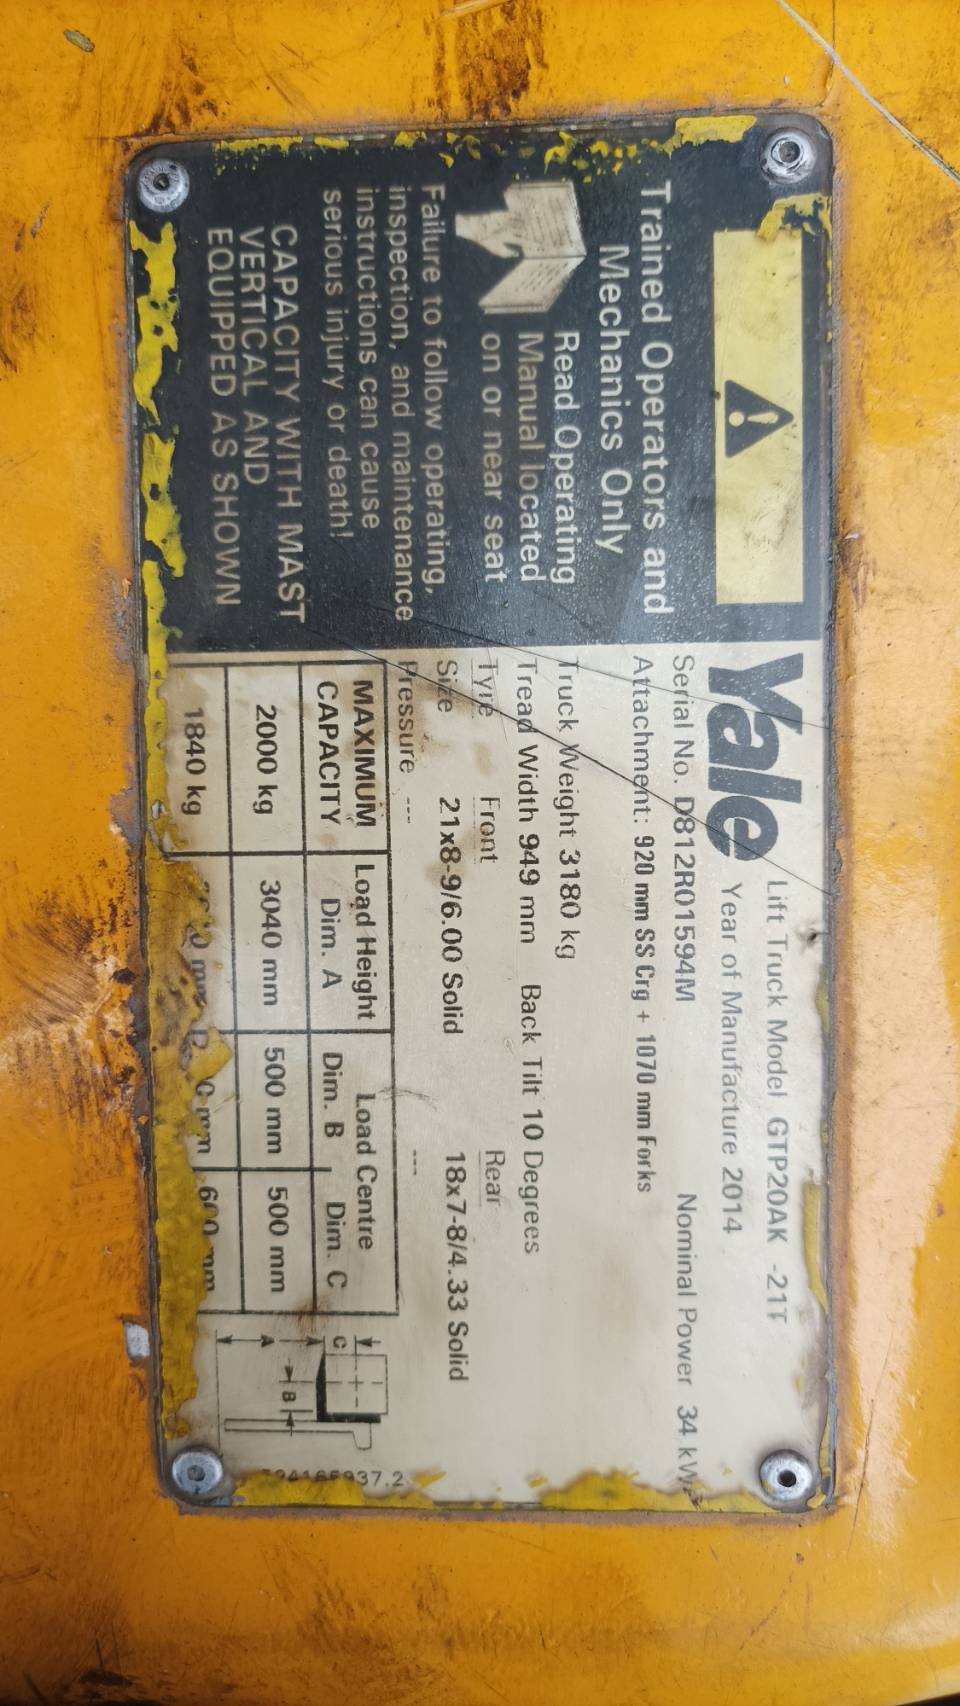 Trained Operators and
Mechanics Only
Read Operating
Manual located
on or near seat
Failure to follow operating,
inspection, and maintenance
instructions can cause
serious injury or death!
CAPACITY WITH MAST
VERTICAL AND
EQUIPPED AS SHOWN
Yale
Lift Truck Model GTP20AK -21T
Year of Manufacture 2014
Serial No. D812R01594M Nominal Power 34 kW
Attachment: 920 mm SS Crg + 1070 mm Forks
Truck Weight 3180 kg
Tread Width 949 mm Back Tilt 10 Degrees
Tyre Front Rear
Size 21x8-9/6.00 Solid 18x7-8/4.33 Solid
Pressure --- ---
MAXIMUM CAPACITY Load Height Dim. A Load Centre Dim. B Dim. C
2000 kg 3040 mm 500 mm 500 mm
1840 kg mm mm 600 mm
C
A
B